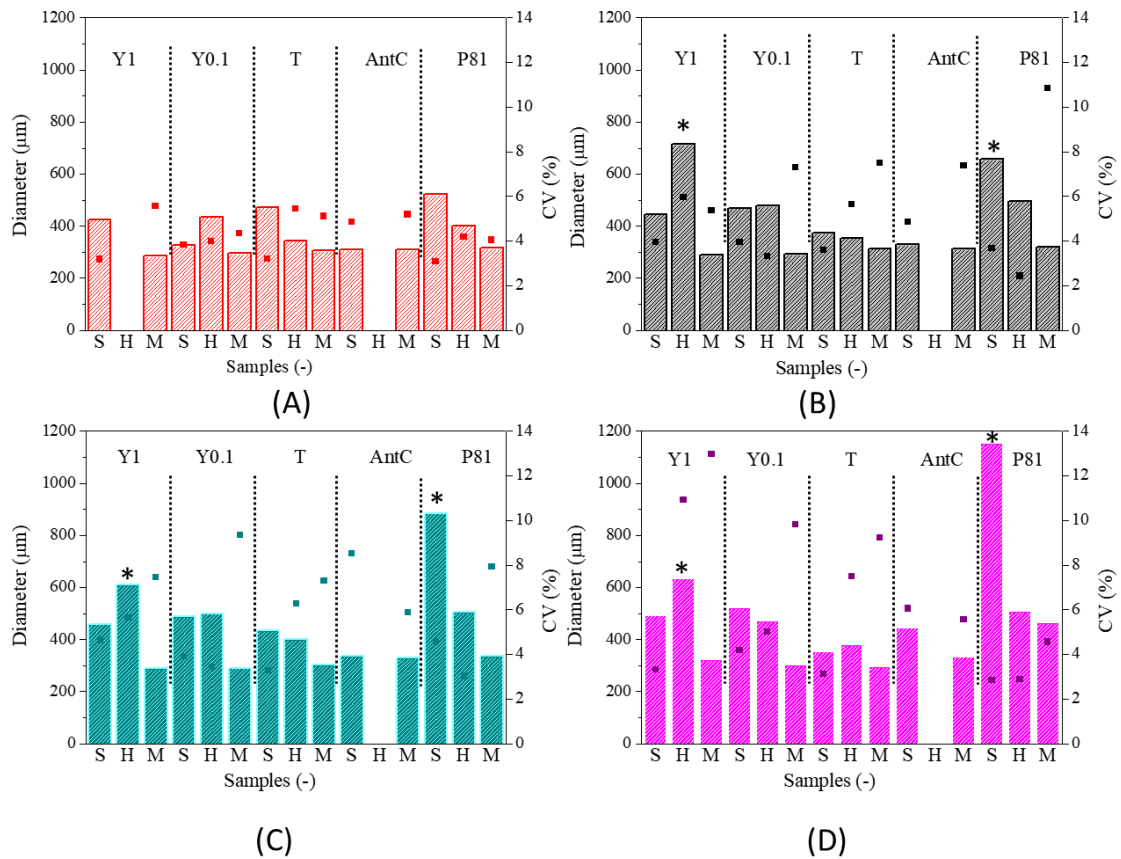 1200 14
Y1 Y0.1 T AntC P81
12
1000
10
800
8
600
6
400
4
200
2
0 0
S H M S H M S H M S H M S H M
Diameter (μm)
CV (%)
Samples (-)
(A)
1200 14
Y1 Y0.1 T AntC P81
12
1000
*
10
800
*
8
600
6
400
4
200
2
0 0
S H M S H M S H M S H M S H M
Diameter (μm)
CV (%)
Samples (-)
(B)
1200 14
Y1 Y0.1 T AntC P81
12
1000
*
10
800
8
*
600
6
400
4
200
2
0 0
S H M S H M S H M S H M S H M
Diameter (μm)
CV (%)
Samples (-)
(C)
1200 14
*
Y1 Y0.1 T AntC P81
12
1000
10
800
8
*
600
6
400
4
200
2
0 0
S H M S H M S H M S H M S H M
Diameter (μm)
CV (%)
Samples (-)
(D)